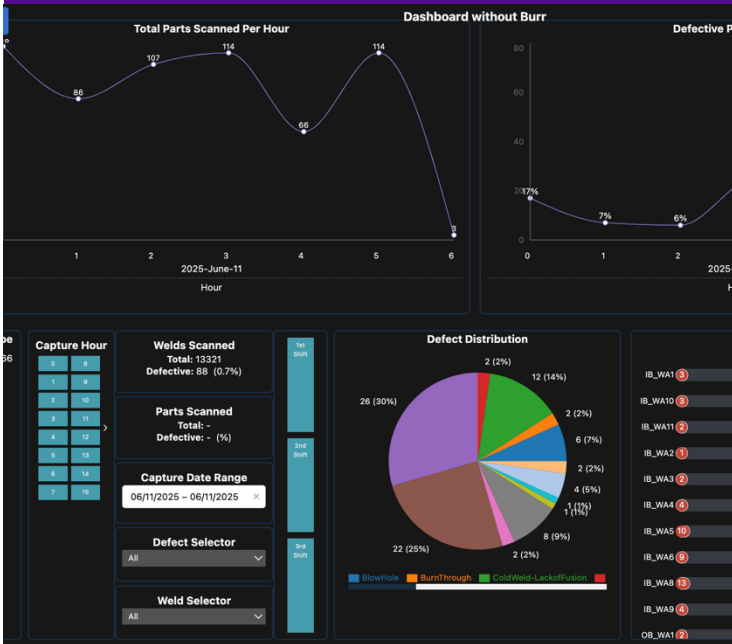 Dashboard without Burr
Total Parts Scanned Per Hour
Defective P
86
107
114
66
114
3
1
2
3
4
5
6
2025-June-11
Hour
80
60
40
20
0
17%
7%
6%
0
1
2
2025-
H
pe
66
Capture Hour
0 8
1 9
2 10
3 11
4 12
5 13
6 14
7 15
Welds Scanned
Total: 13321
Defective: 88 (0.7%)
Parts Scanned
Total: -
Defective: - (%)
Capture Date Range
06/11/2025 – 06/11/2025
Defect Selector
All
Weld Selector
All
1st
Shift
2nd
Shift
3rd
Shift
Defect Distribution
2 (2%)
12 (14%)
2 (2%)
6 (7%)
2 (2%)
4 (5%)
1 (1%)
1 (1%)
8 (9%)
2 (2%)
22 (25%)
26 (30%)
BlowHole BurnThrough ColdWeld-LackofFusion
IB_WA1 3
IB_WA10 3
IB_WA11 2
IB_WA2 1
IB_WA3 2
IB_WA4 4
IB_WA5 10
IB_WA6 9
IB_WA8 13
IB_WA9 4
OB_WA1 2